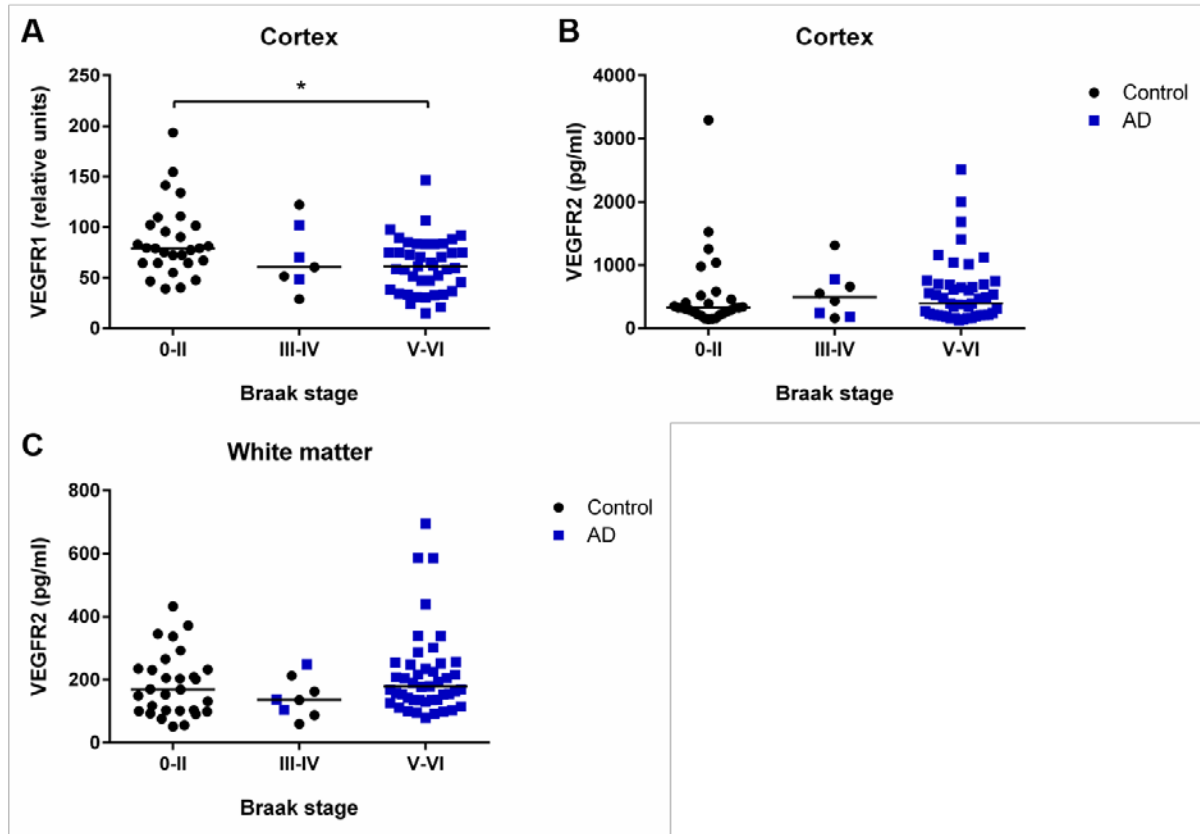 A
Cortex
*
250
200
150
100
50
0
VEGFR1 (relative units)
0-II
III-IV
V-VI
Braak stage
B
Cortex
4000
3000
2000
1000
0
VEGFR2 (pg/ml)
0-II
III-IV
V-VI
Braak stage
Control
AD
C
White matter
800
600
400
200
0
VEGFR2 (pg/ml)
0-II
III-IV
V-VI
Braak stage
Control
AD